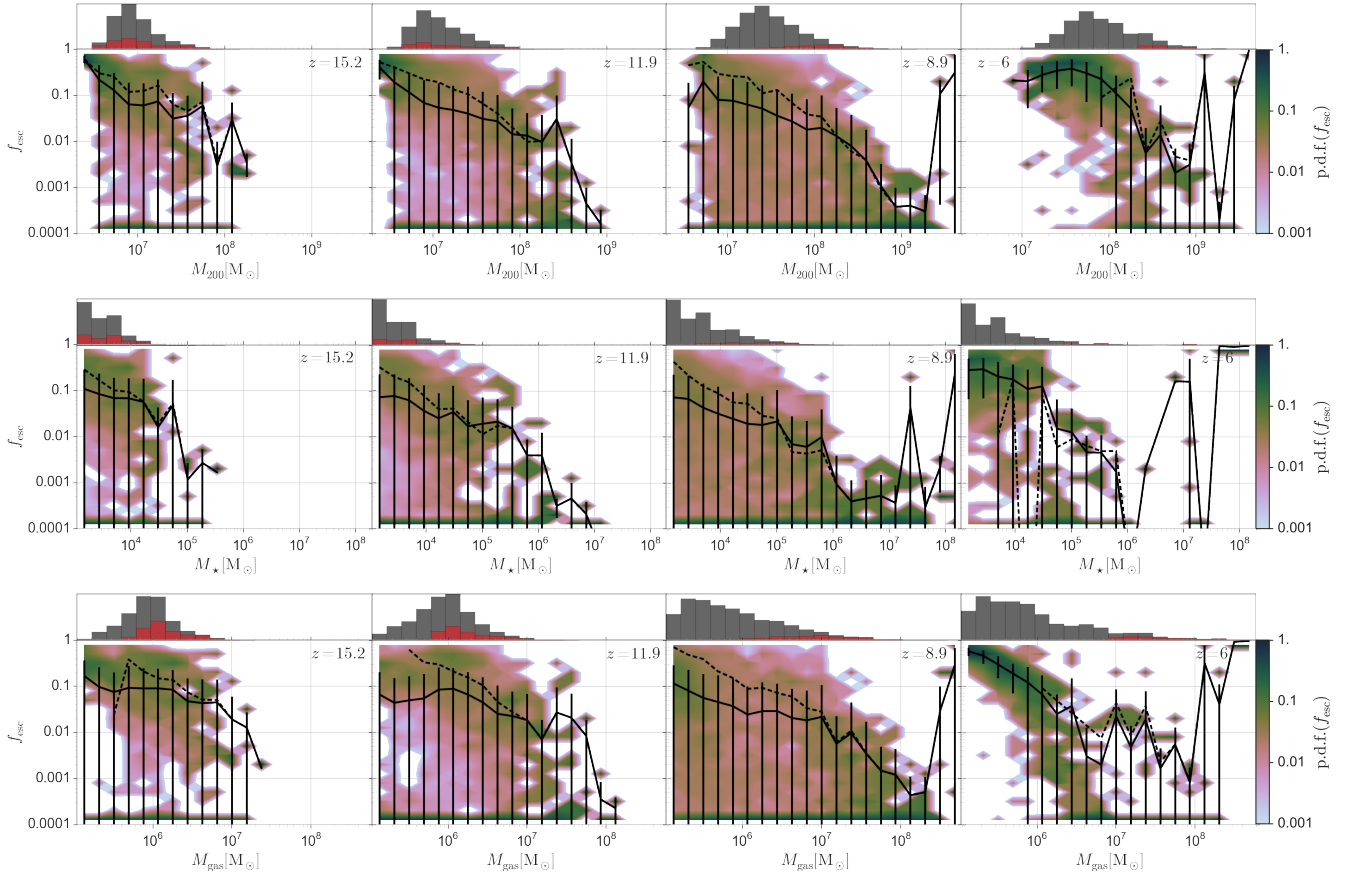 z = 15.2
z = 11.9
z = 8.9
z = 6
1
0.1
0.01
0.001
0.0001
f_esc
10^7 10^8 10^9
10^7 10^8 10^9
10^7 10^8 10^9
10^7 10^8 10^9
M_200[M_⊙]
M_200[M_⊙]
M_200[M_⊙]
M_200[M_⊙]
1.
0.1
0.01
0.001
p.d.f.(f_esc)
z = 15.2
z = 11.9
z = 8.9
z = 6
1
0.1
0.01
0.001
0.0001
f_esc
10^4 10^5 10^6 10^7 10^8
10^4 10^5 10^6 10^7 10^8
10^4 10^5 10^6 10^7 10^8
10^4 10^5 10^6 10^7 10^8
M_⋆[M_⊙]
M_⋆[M_⊙]
M_⋆[M_⊙]
M_⋆[M_⊙]
1.
0.1
0.01
0.001
p.d.f.(f_esc)
z = 15.2
z = 11.9
z = 8.9
z = 6
1
0.1
0.01
0.001
0.0001
f_esc
10^6 10^7 10^8
10^6 10^7 10^8
10^6 10^7 10^8
10^6 10^7 10^8
M_gas[M_⊙]
M_gas[M_⊙]
M_gas[M_⊙]
M_gas[M_⊙]
1.
0.1
0.01
0.001
p.d.f.(f_esc)